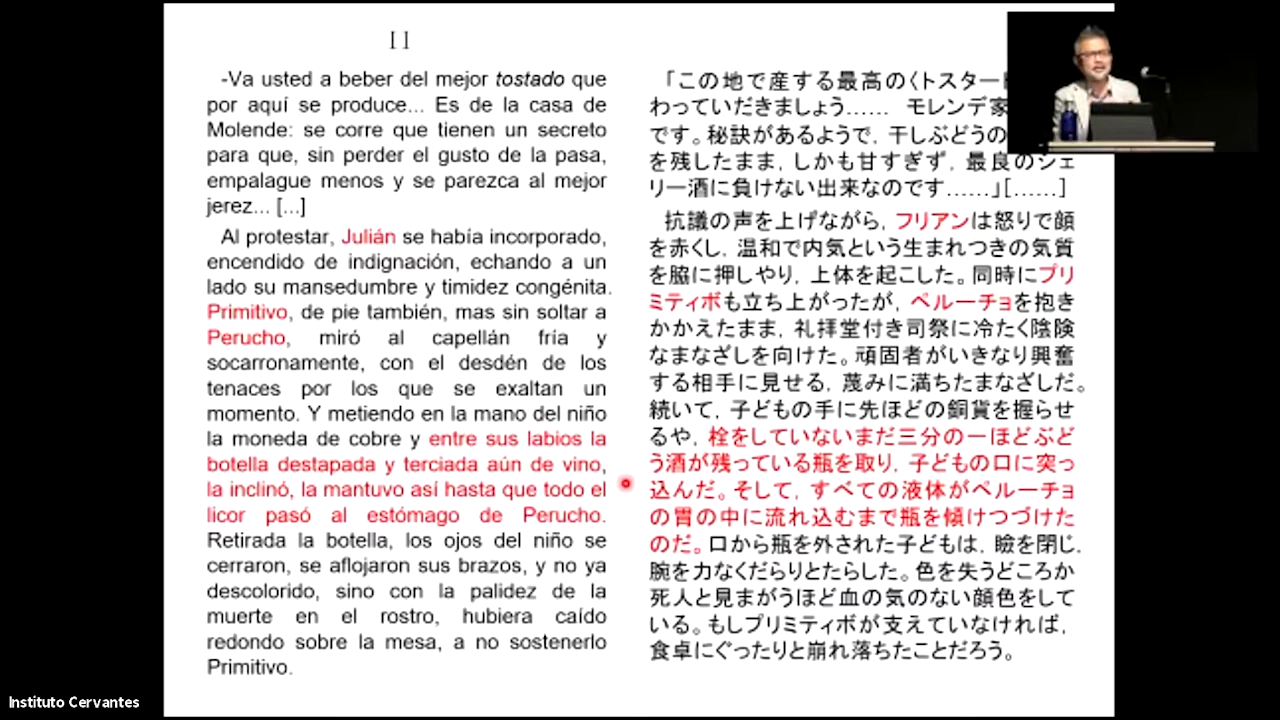 II
-Va usted a beber del mejor tostado que
por aquí se produce... Es de la casa de
Molende: se corre que tienen un secreto
para que, sin perder el gusto de la pasa,
empalague menos y se parezca al mejor
jerez... [...]
Al protestar, Julián se había incorporado,
encendido de indignación, echando a un
lado su mansedumbre y timidez congénita.
Primitivo, de pie también, mas sin soltar a
Perucho, miró al capellán fría y
socarronamente, con el desdén de los
tenaces por los que se exaltan un
momento. Y metiendo en la mano del niño
la moneda de cobre y entre sus labios la
botella destapada y terciada aún de vino,
la inclinó, la mantuvo así hasta que todo el
licor pasó al estómago de Perucho.
Retirada la botella, los ojos del niño se
cerraron, se aflojaron sus brazos, y no ya
descolorido, sino con la palidez de la
muerte en el rostro, hubiera caído
redondo sobre la mesa, a no sostenerlo
Primitivo.
「この地で産する最高の〈トスター
わっていだきましょう…… モレンデ家
です。秘訣があるようで，干しぶどうの
を残したまま，しかも甘すぎず，最良のシェ
リー酒に負けない出来なのです……」[……]
抗議の声を上げながら，フリアンは怒りで顔
を赤くし，温和で内気という生まれつきの気質
を脇に押しやり，上体を起こした。同時にプリ
ミティボも立ち上がったが，ペルーチョを抱き
かかえたまま，礼拝堂付き司祭に冷たく陰険
なまなざしを向けた。頑固者がいきなり興奮
する相手に見せる，蔑みに満ちたまなざしだ。
続いて，子どもの手に先ほどの銅貨を握らせ
るや，栓をしていないまだ三分の一ほどぶど
う酒が残っている瓶を取り，子どもの口に突っ
込んだ。そして，すべての液体がペルーチョ
の胃の中に流れ込むまで瓶を傾けつづけた
のだ。口から瓶を外された子どもは，瞼を閉じ，
腕を力なくだらりとたらした。色を失うどころか
死人と見まがうほど血の気のない顔色をして
いる。もしプリミティボが支えていなければ，
食卓にぐったりと崩れ落ちたことだろう。
Instituto Cervantes